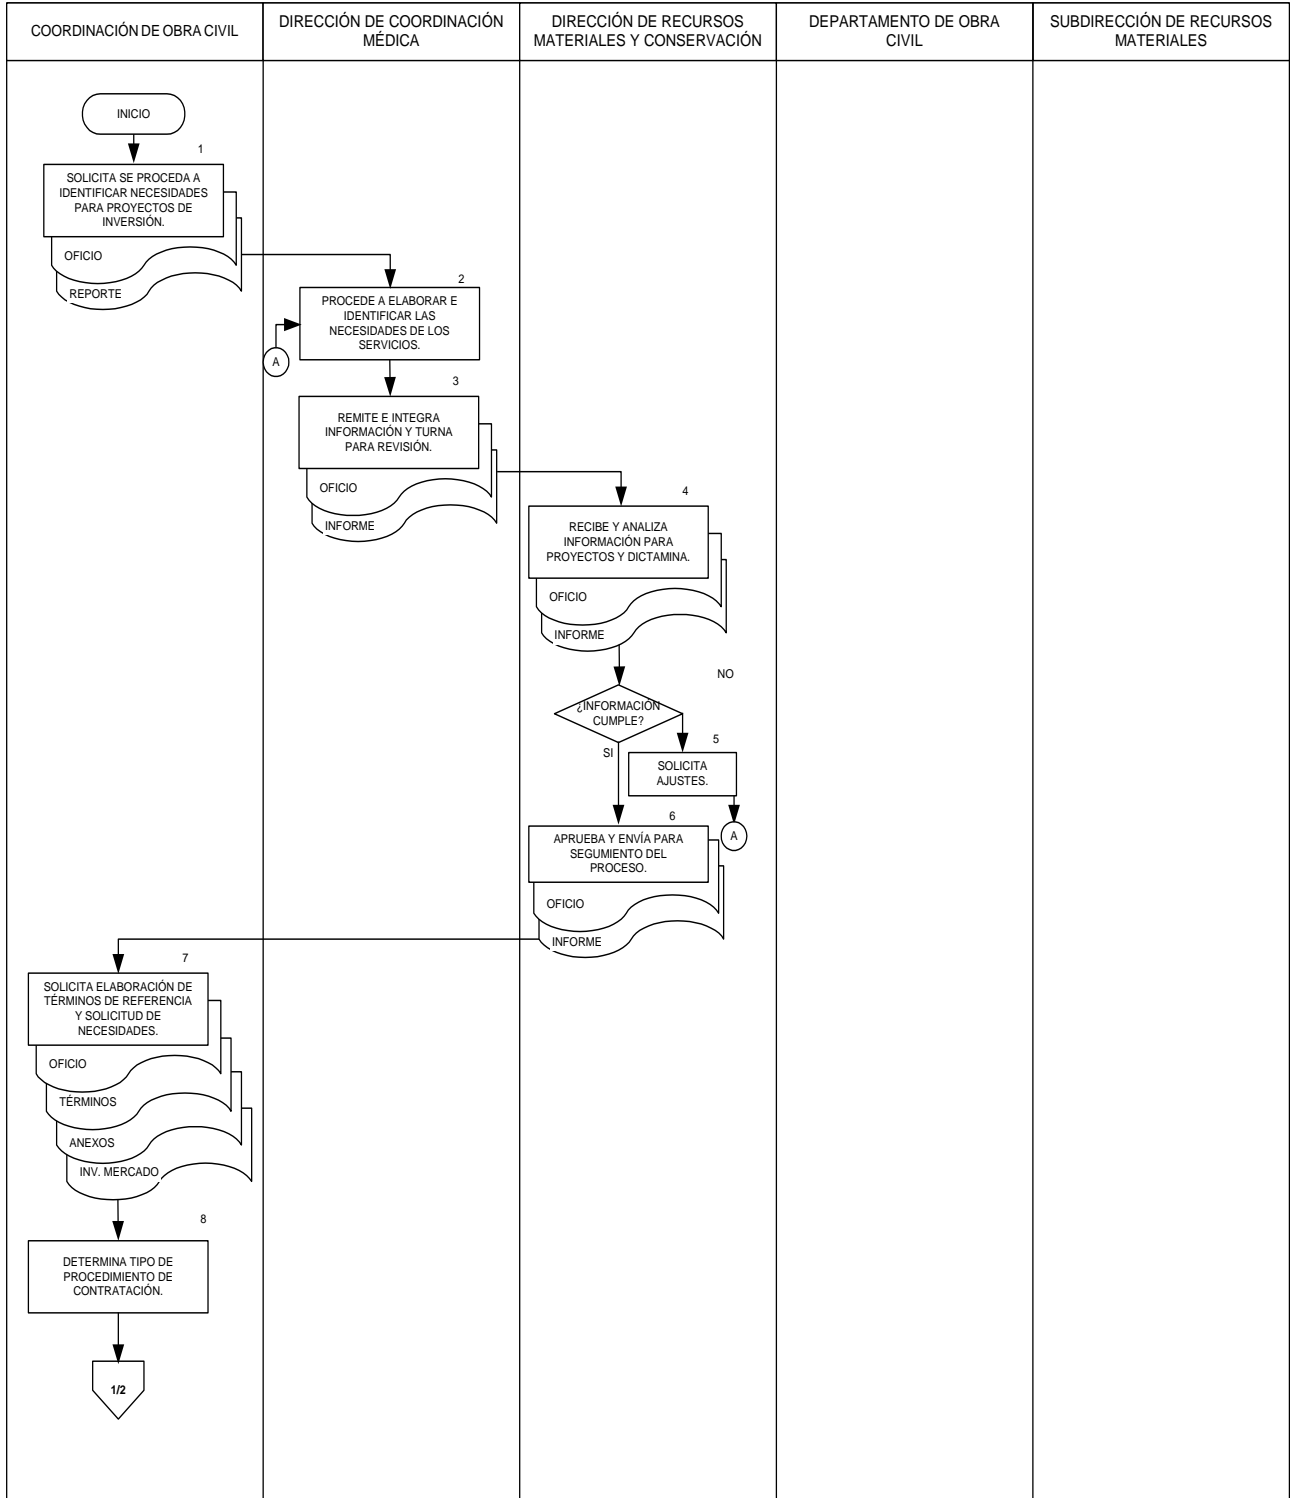 COORDINACIÓN DE OBRA CIVIL
DIRECCIÓN DE COORDINACIÓN
MÉDICA
DIRECCIÓN DE RECURSOS
MATERIALES Y CONSERVACIÓN
DEPARTAMENTO DE OBRA
CIVIL
SUBDIRECCIÓN DE RECURSOS
MATERIALES
INICIO
1
SOLICITA SE PROCEDA A
IDENTIFICAR NECESIDADES
PARA PROYECTOS DE
INVERSIÓN.
OFICIO
REPORTE
2
PROCEDE A ELABORAR E
IDENTIFICAR LAS
NECESIDADES DE LOS
SERVICIOS.
A
3
REMITE E INTEGRA
INFORMACIÓN Y TURNA
PARA REVISIÓN.
OFICIO
INFORME
4
RECIBE Y ANALIZA
INFORMACIÓN PARA
PROYECTOS Y DICTAMINA.
OFICIO
INFORME
NO
¿INFORMACIÓN
CUMPLE?
SI
5
SOLICITA
AJUSTES.
A
6
APRUEBA Y ENVÍA PARA
SEGUMIENTO DEL
PROCESO.
OFICIO
INFORME
7
SOLICITA ELABORACIÓN DE
TÉRMINOS DE REFERENCIA
Y SOLICITUD DE
NECESIDADES.
OFICIO
TÉRMINOS
ANEXOS
INV. MERCADO
8
DETERMINA TIPO DE
PROCEDIMIENTO DE
CONTRATACIÓN.
1/2